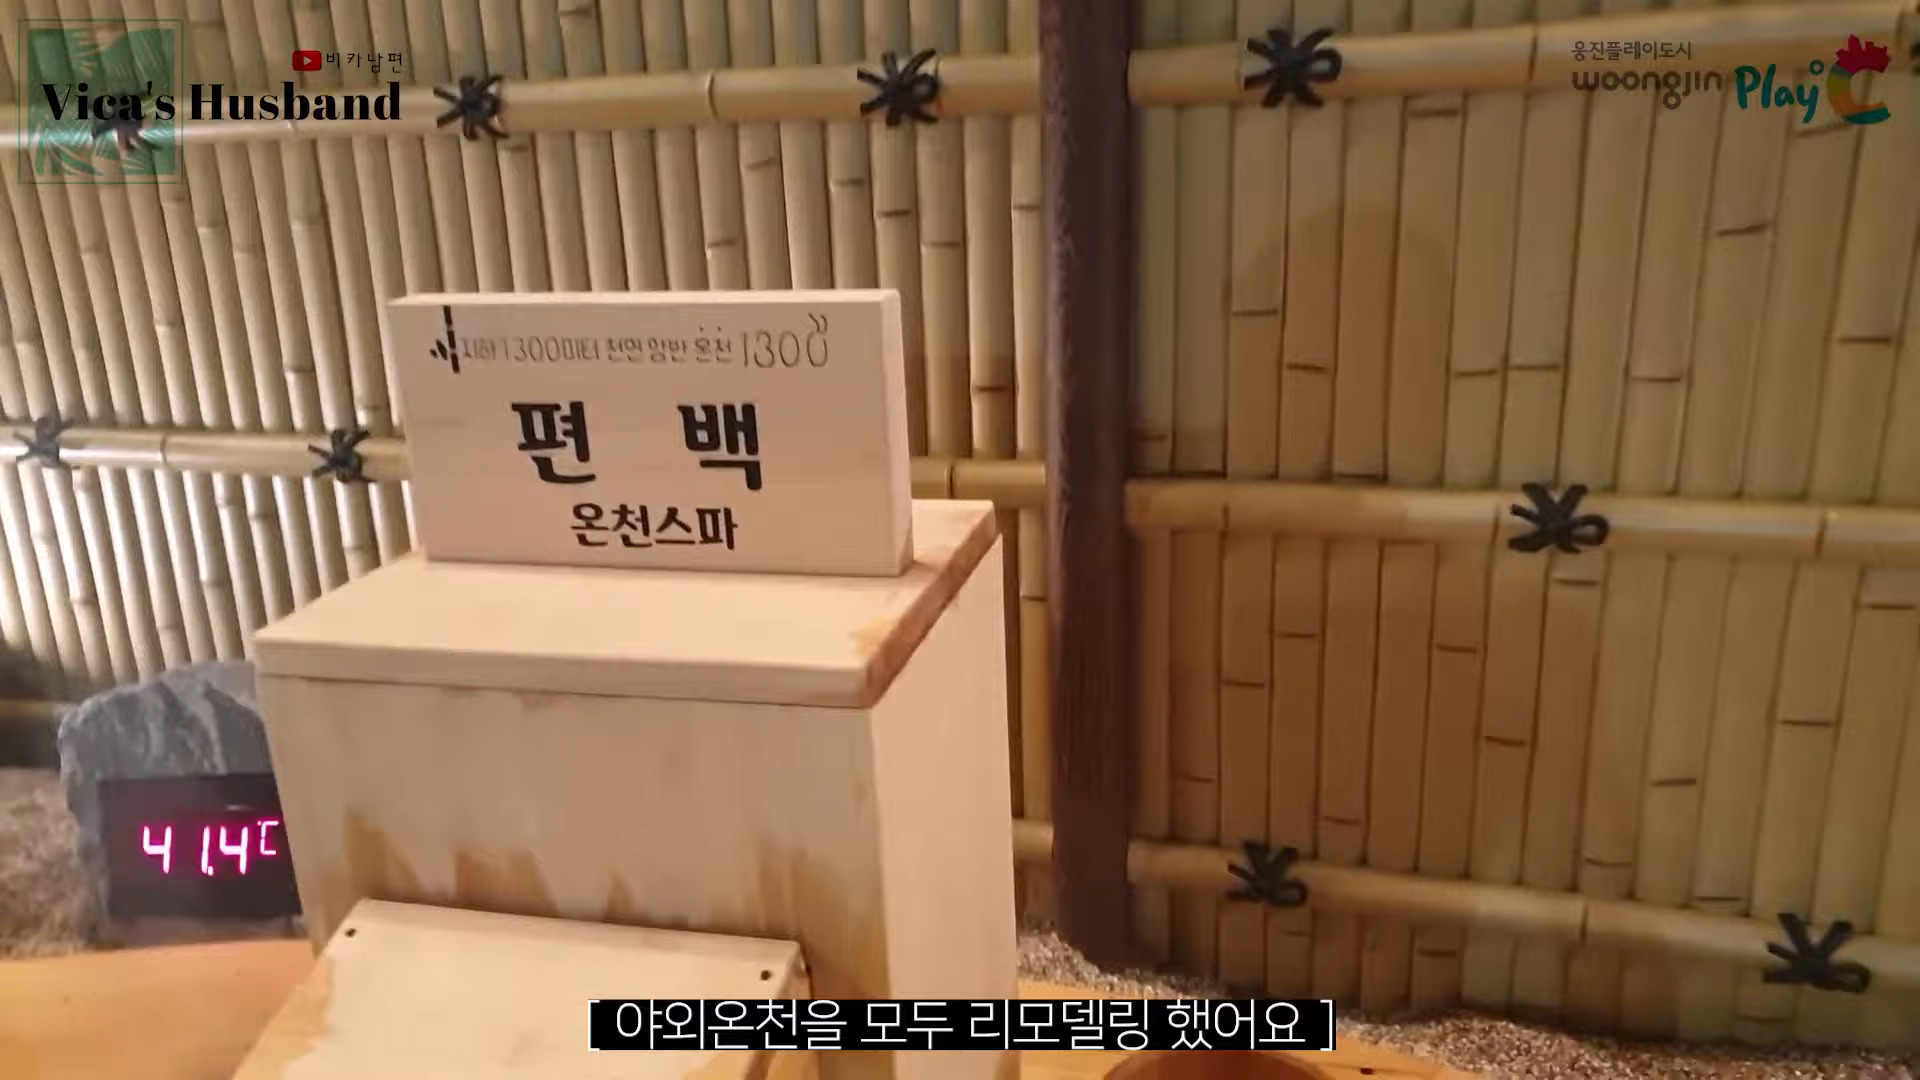 비카남편
Vica's Husband
웅진플레이도시
woongjin Play
지하1300미터 천연 암반 온천 1300
편 백
온천스파
41.4℃
[ 야외온천을 모두 리모델링 했어요 ]